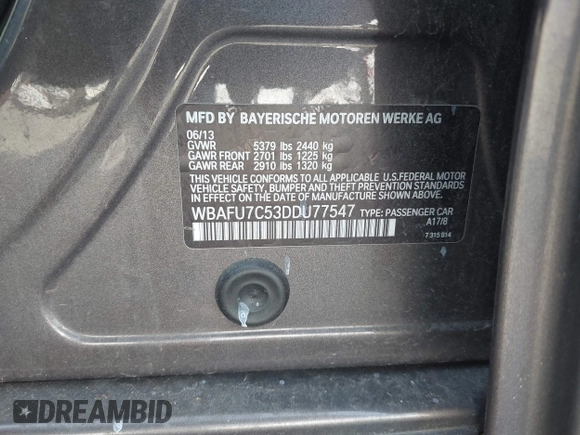 MFD BY BAYERISCHE MOTOREN WERKE AG
06/13
GVWR 5379 lbs 2440 kg
GAWR FRONT 2701 lbs 1225 kg
GAWR REAR 2910 lbs 1320 kg
THIS VEHICLE CONFORMS TO ALL APPLICABLE U.S.FEDERAL MOTOR
VEHICLE SAFETY, BUMPER AND THEFT PREVENTION STANDARDS
IN EFFECT ON THE DATE OF MANUFACTURE SHOWN ABOVE.
WBAFU7C53DDU77547 TYPE: PASSENGER CAR
A17/8
7 315 914
DREAMBID